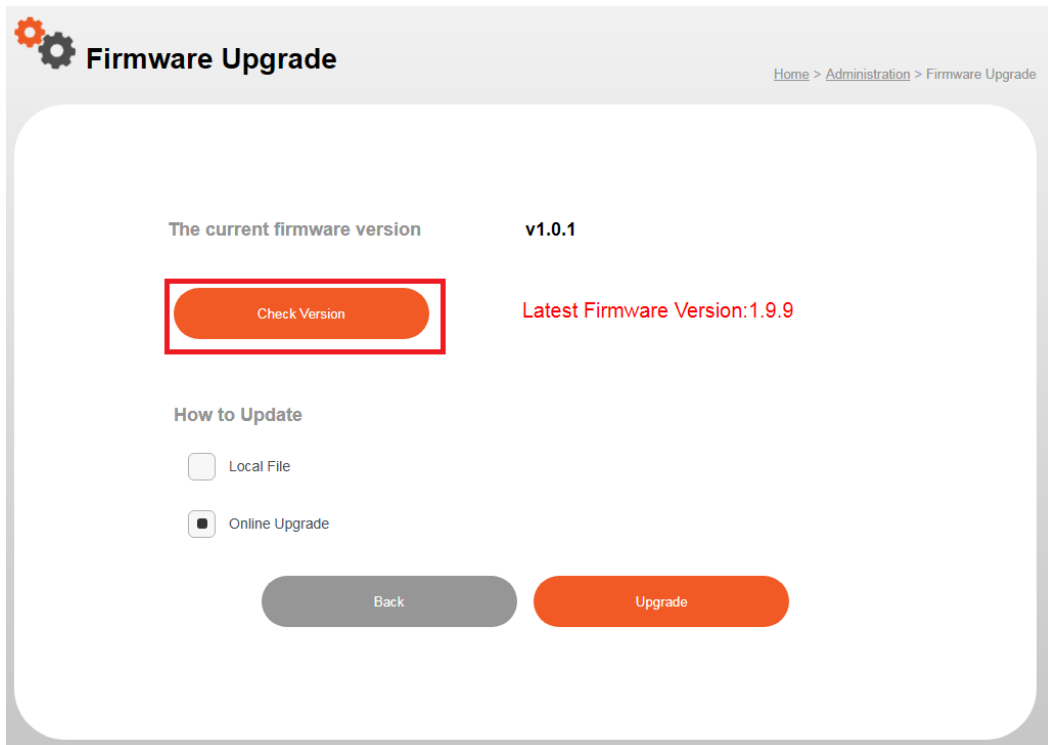 Firmware Upgrade
Home > Administration > Firmware Upgrade
The current firmware version v1.0.1
Check Version Latest Firmware Version:1.9.9
How to Update
Local File
Online Upgrade
Back Upgrade